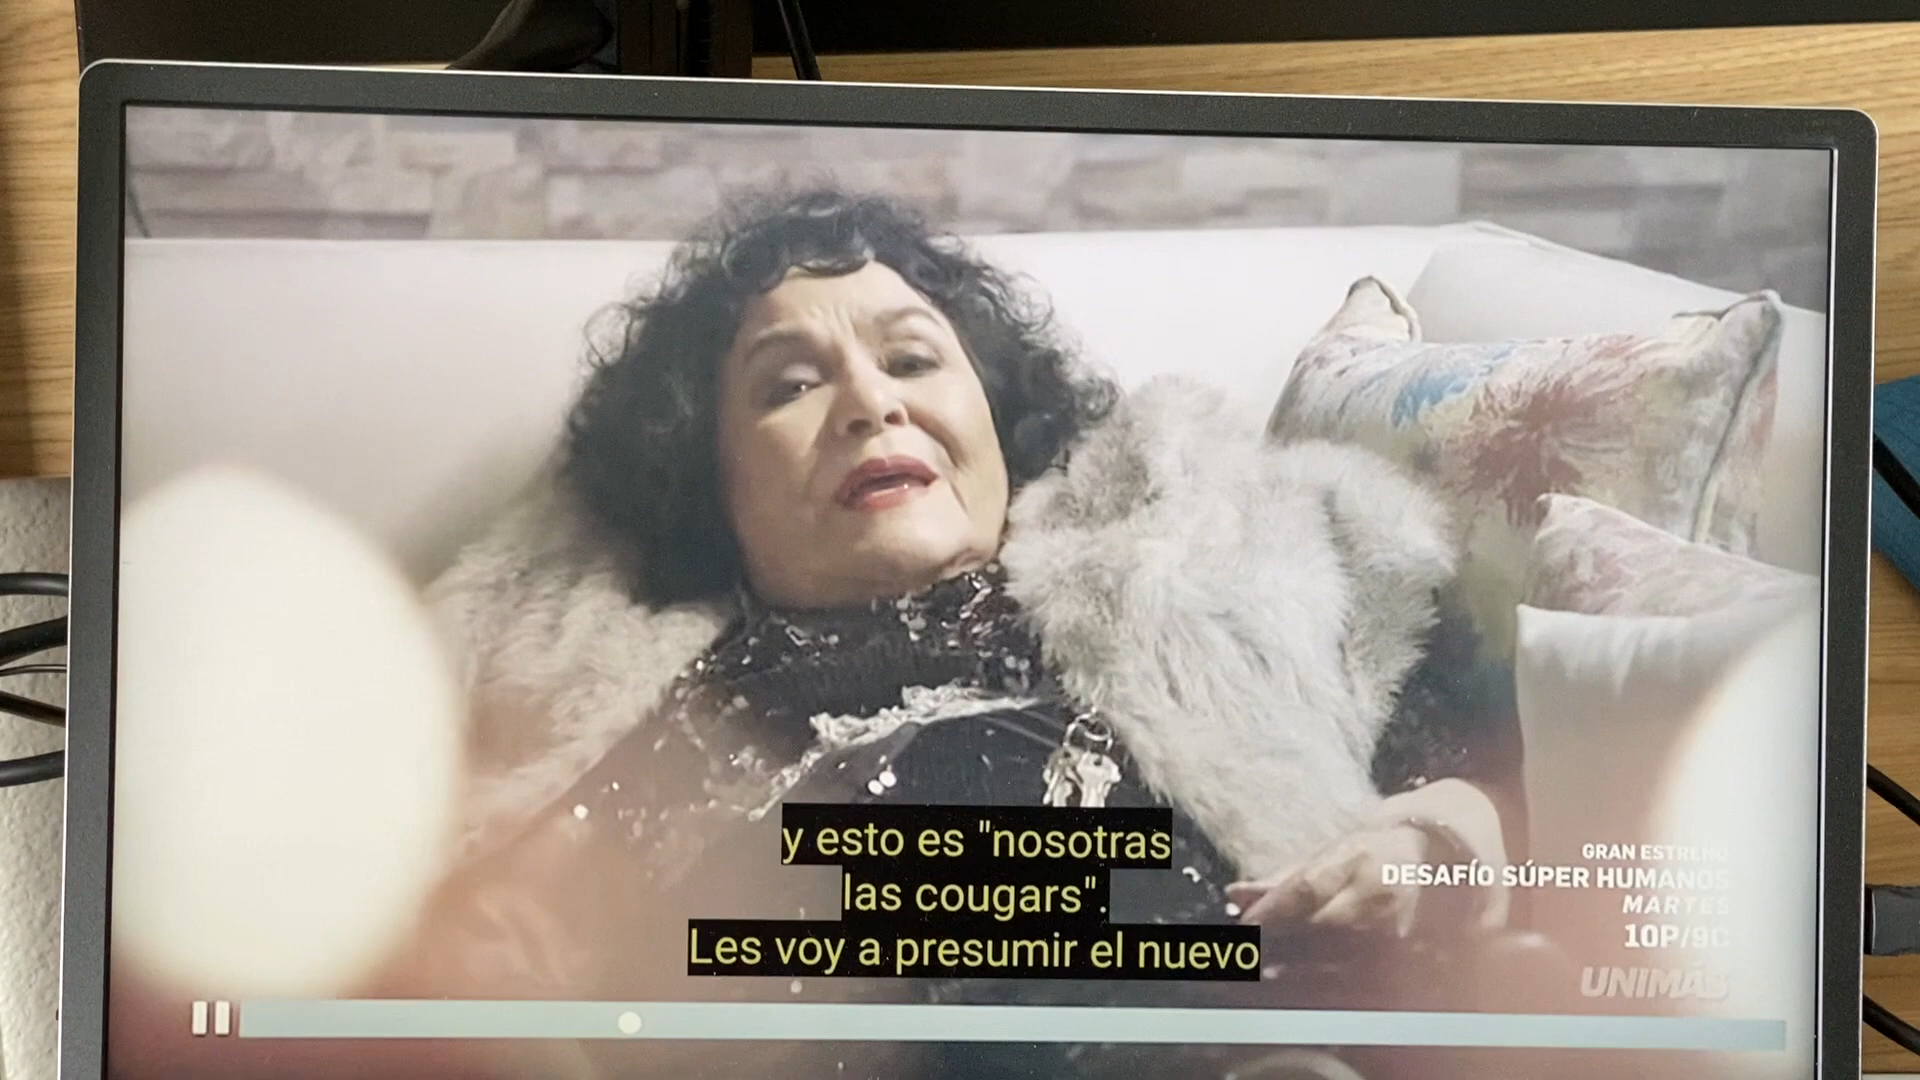 y esto es "nosotras
las cougars".
Les voy a presumir el nuevo
GRAN ESTRENO
DESAFÍO SÚPER HUMANOS
MARTES
10P/9C
UNIMÁS